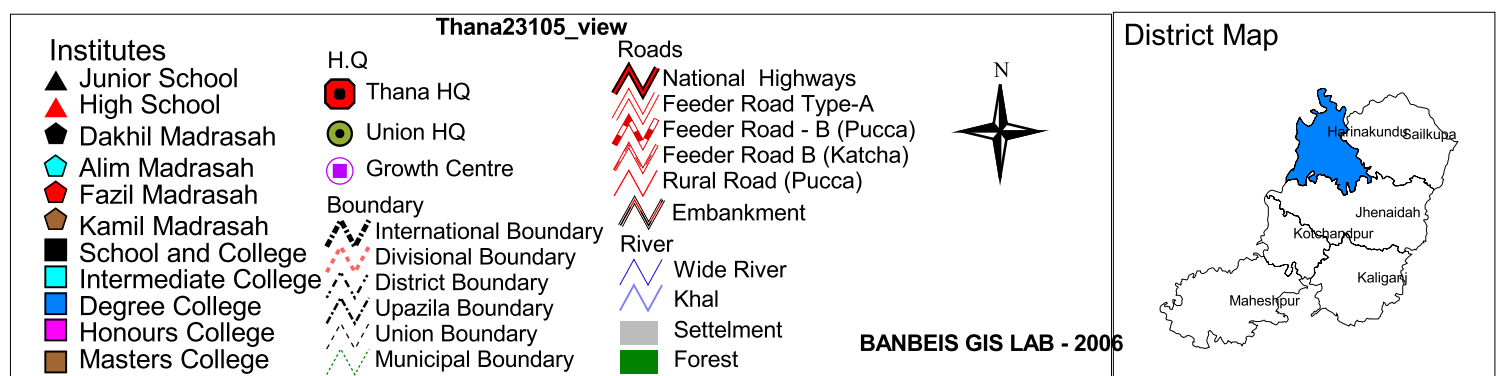 Thana23105_view
Institutes
Junior School
High School
Dakhil Madrasah
Alim Madrasah
Fazil Madrasah
Kamil Madrasah
School and College
Intermediate College
Degree College
Honours College
Masters College
H.Q
Thana HQ
Union HQ
Growth Centre
Boundary
International Boundary
Divisional Boundary
District Boundary
Upazila Boundary
Union Boundary
Municipal Boundary
Roads
National Highways
Feeder Road Type-A
Feeder Road - B (Pucca)
Feeder Road B (Katcha)
Rural Road (Pucca)
Embankment
River
Wide River
Khal
Settelment
Forest
N
BANBEIS GIS LAB - 2006
District Map
Harinakundu
Sailkupa
Jhenaidah
Kotchandpur
Kaliganj
Maheshpur